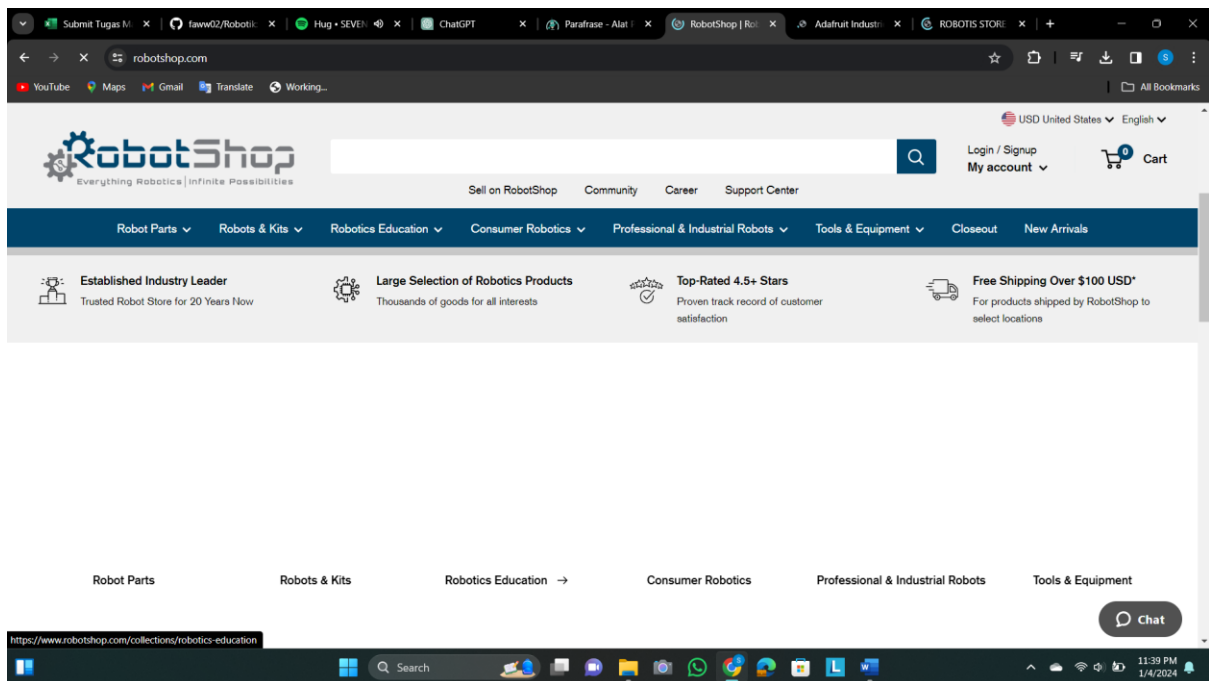 Submit Tugas M
faww02/Robotik
Hug • SEVEN
ChatGPT
Parafrase - Alat
RobotShop | Rob
Adafruit Industri
ROBOTIS STORE
robotshop.com
S
YouTube
Maps
Gmail
Translate
Working...
All Bookmarks
USD United States
English
RobotShop
Everything Robotics | Infinite Possibilities
Login / Signup
My account
0
Cart
Sell on RobotShop
Community
Career
Support Center
Robot Parts
Robots & Kits
Robotics Education
Consumer Robotics
Professional & Industrial Robots
Tools & Equipment
Closeout
New Arrivals
Established Industry Leader
Trusted Robot Store for 20 Years Now
Large Selection of Robotics Products
Thousands of goods for all interests
Top-Rated 4.5+ Stars
Proven track record of customer
satisfaction
Free Shipping Over $100 USD*
For products shipped by RobotShop to
select locations
Robot Parts
Robots & Kits
Robotics Education →
Consumer Robotics
Professional & Industrial Robots
Tools & Equipment
Chat
https://www.robotshop.com/collections/robotics-education
Search
L
11:39 PM
1/4/2024